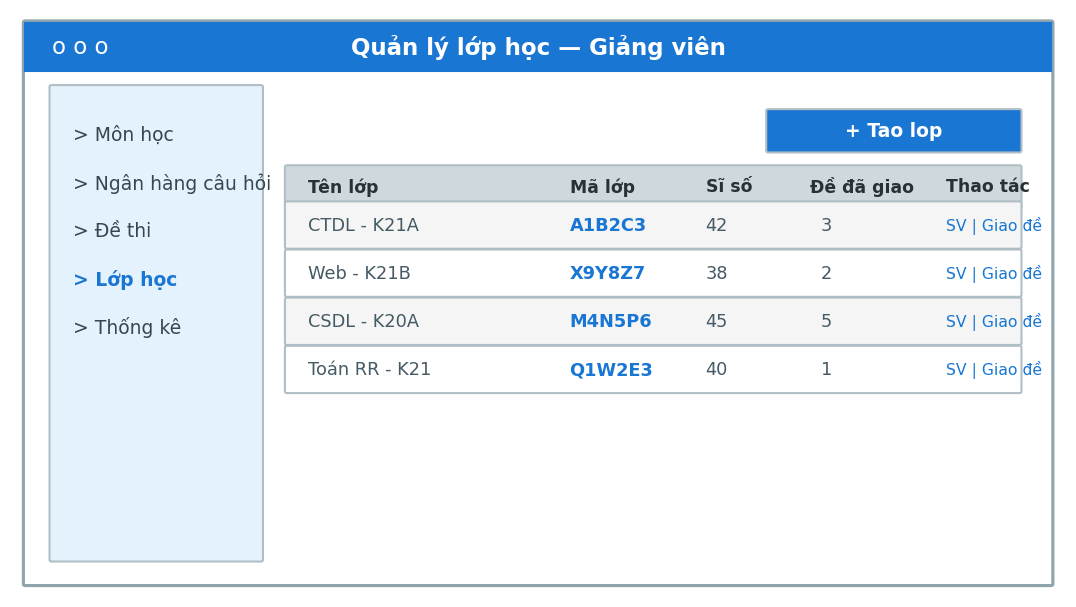 o o o Quản lý lớp học — Giảng viên
> Môn học
> Ngân hàng câu hỏi
> Đề thi
> Lớp học
> Thống kê
+ Tao lop
Tên lớp Mã lớp Sĩ số Đề đã giao Thao tác
CTDL - K21A A1B2C3 42 3 SV | Giao đề
Web - K21B X9Y8Z7 38 2 SV | Giao đề
CSDL - K20A M4N5P6 45 5 SV | Giao đề
Toán RR - K21 Q1W2E3 40 1 SV | Giao đề